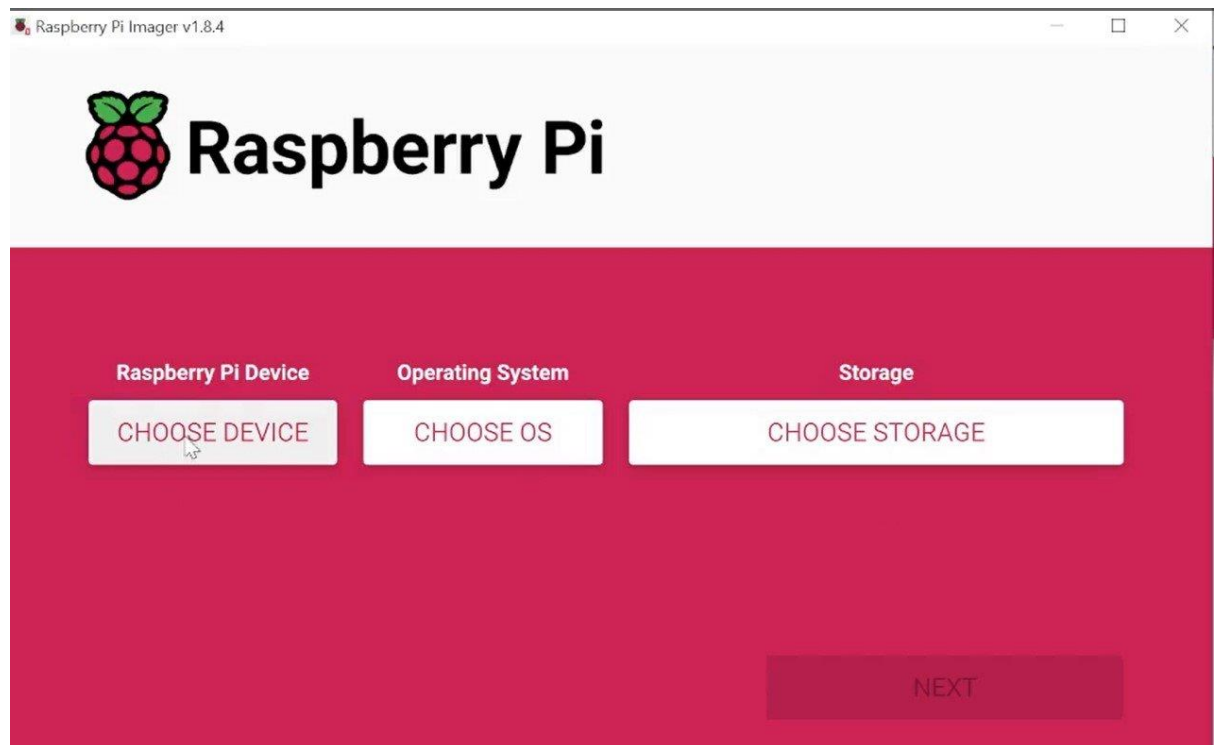 Raspberry Pi Imager v1.8.4
Raspberry Pi
Raspberry Pi Device
Operating System
Storage
CHOOSE DEVICE
CHOOSE OS
CHOOSE STORAGE
NEXT